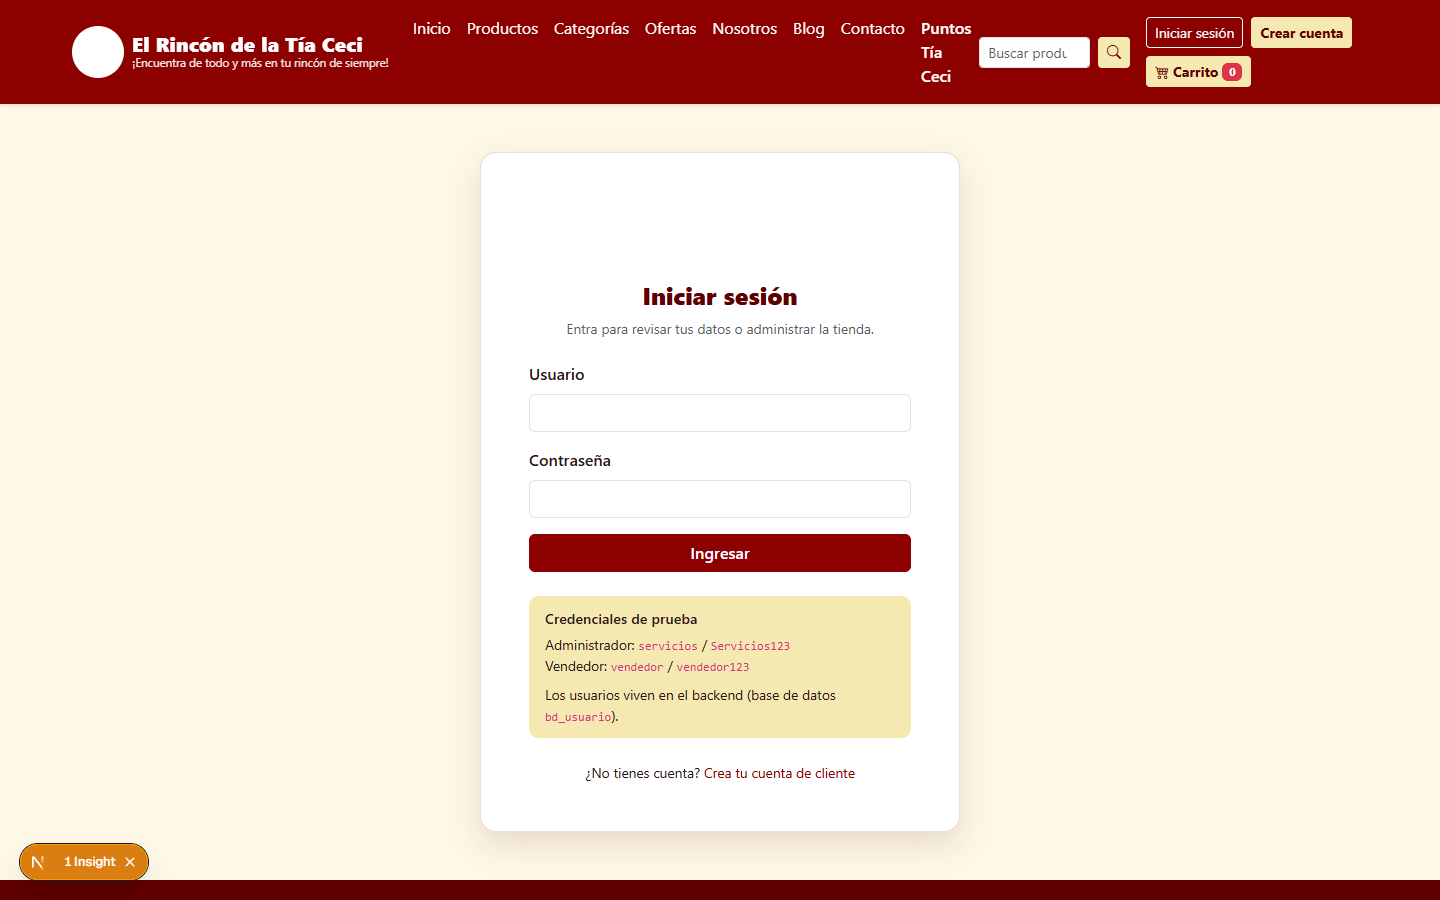 El Rincón de la Tía Ceci
¡Encuentra de todo y más en tu rincón de siempre!
Inicio
Productos
Categorías
Ofertas
Nosotros
Blog
Contacto
Puntos
Tía
Ceci
Buscar produ
Iniciar sesión
Crear cuenta
Carrito 0
Iniciar sesión
Entra para revisar tus datos o administrar la tienda.
Usuario
Contraseña
Ingresar
Credenciales de prueba
Administrador: servicios / Servicios123
Vendedor: vendedor / vendedor123
Los usuarios viven en el backend (base de datos
bd_usuario).
¿No tienes cuenta? Crea tu cuenta de cliente
N 1 Insight ×